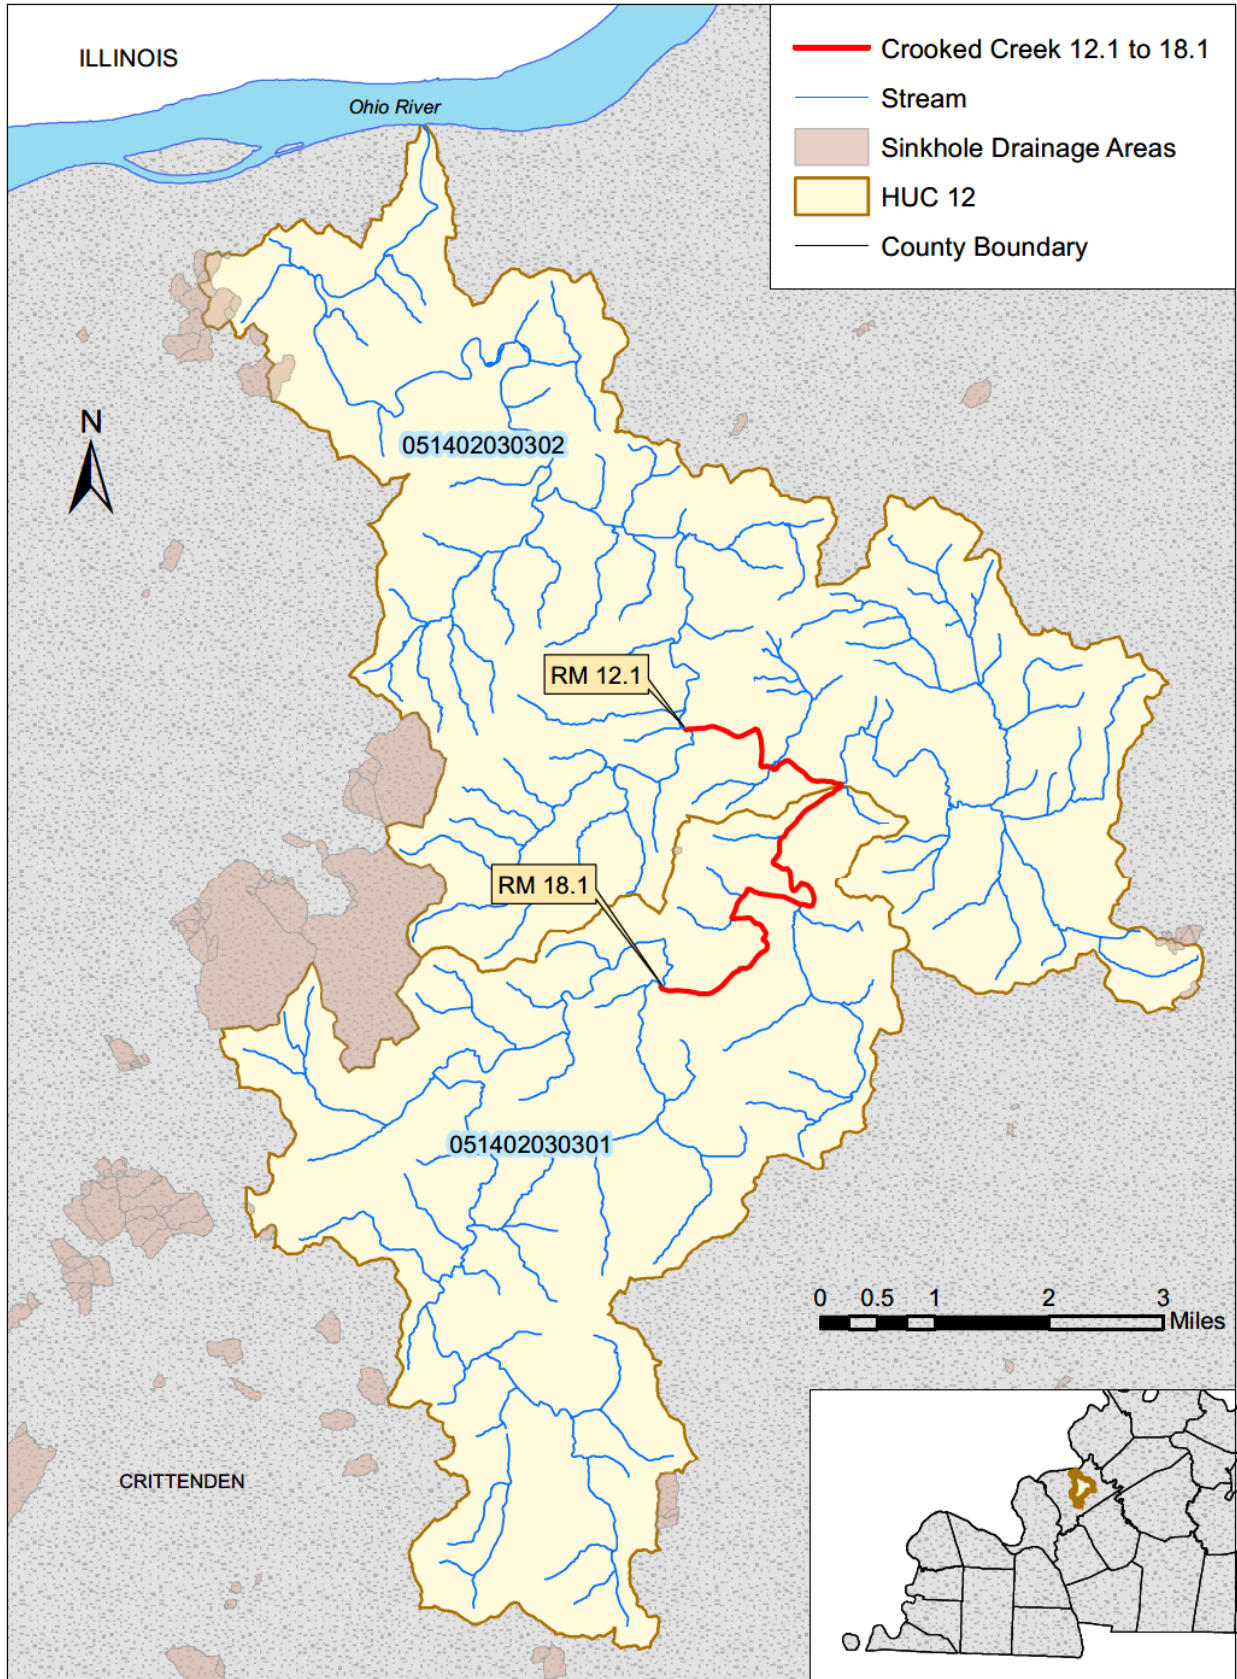 ILLINOIS
Ohio River
Crooked Creek 12.1 to 18.1
Stream
Sinkhole Drainage Areas
HUC 12
County Boundary
N
051402030302
RM 12.1
RM 18.1
051402030301
0 0.5 1 2 3
Miles
CRITTENDEN